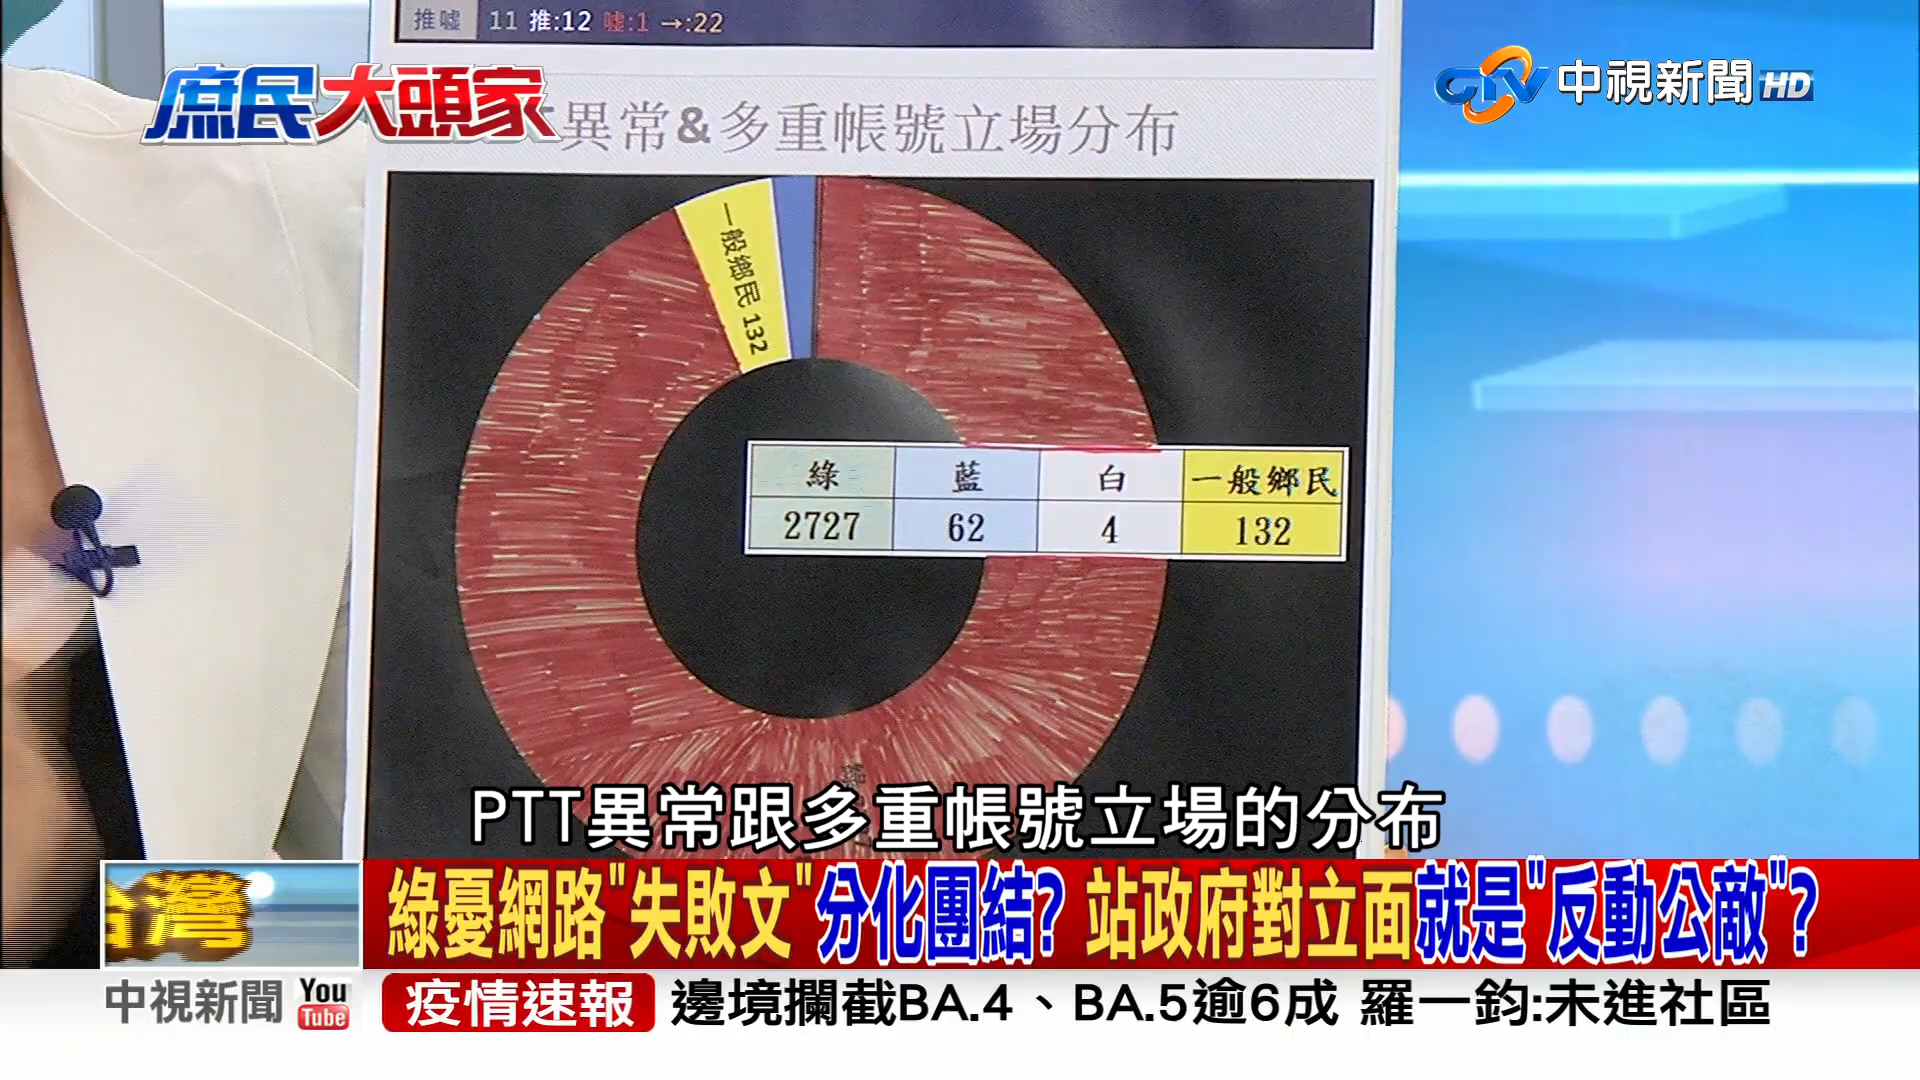 推噓 11 推:12 噓:1 →:22
庶民大頭家
中視新聞HD
異常&多重帳號立場分布
一般鄉民 132
綠 藍 白 一般鄉民
2727 62 4 132
PTT異常跟多重帳號立場的分布
台灣
綠憂網路"失敗文"分化團結? 站政府對立面就是"反動公敵"?
中視新聞 YouTube 疫情速報 邊境攔截BA.4、BA.5逾6成 羅一鈞:未進社區